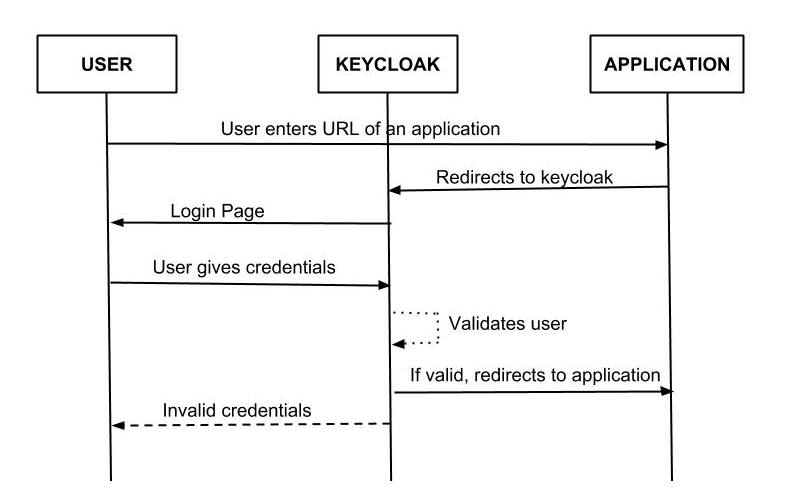 USER
KEYCLOAK
APPLICATION
User enters URL of an application
Redirects to keycloak
Login Page
User gives credentials
Validates user
If valid, redirects to application
Invalid credentials